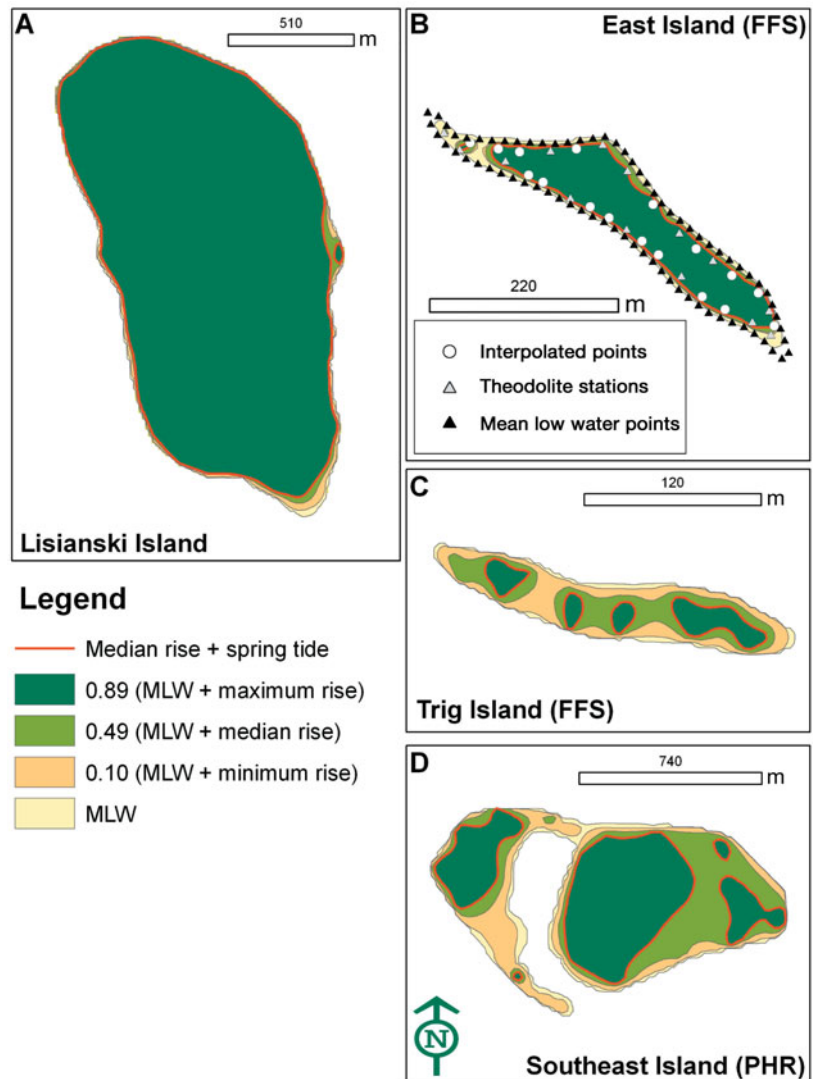 A
510
m
Lisianski Island
B
East Island (FFS)
220
m
Interpolated points
Theodolite stations
Mean low water points
C
120
m
Trig Island (FFS)
Legend
Median rise + spring tide
0.89 (MLW + maximum rise)
0.49 (MLW + median rise)
0.10 (MLW + minimum rise)
MLW
D
740
m
N
Southeast Island (PHR)